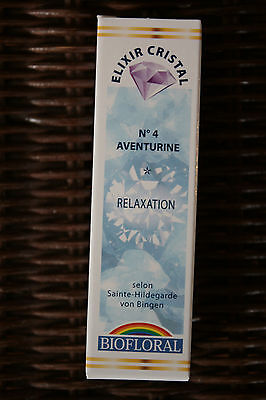 ELIXIR CRISTAL
N° 4
AVENTURINE
*
RELAXATION
selon
Sainte-Hildegarde
von Bingen
BIOFLORAL